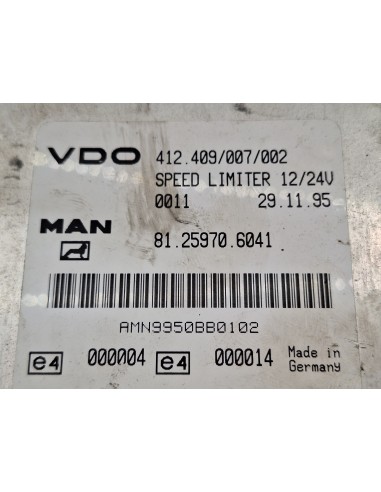 VDO 412.409/007/002
SPEED LIMITER 12/24V
0011 29.11.95
MAN 81.25970.6041
AMN9950BB0102
e4 000004 e4 000014 Made in
Germany